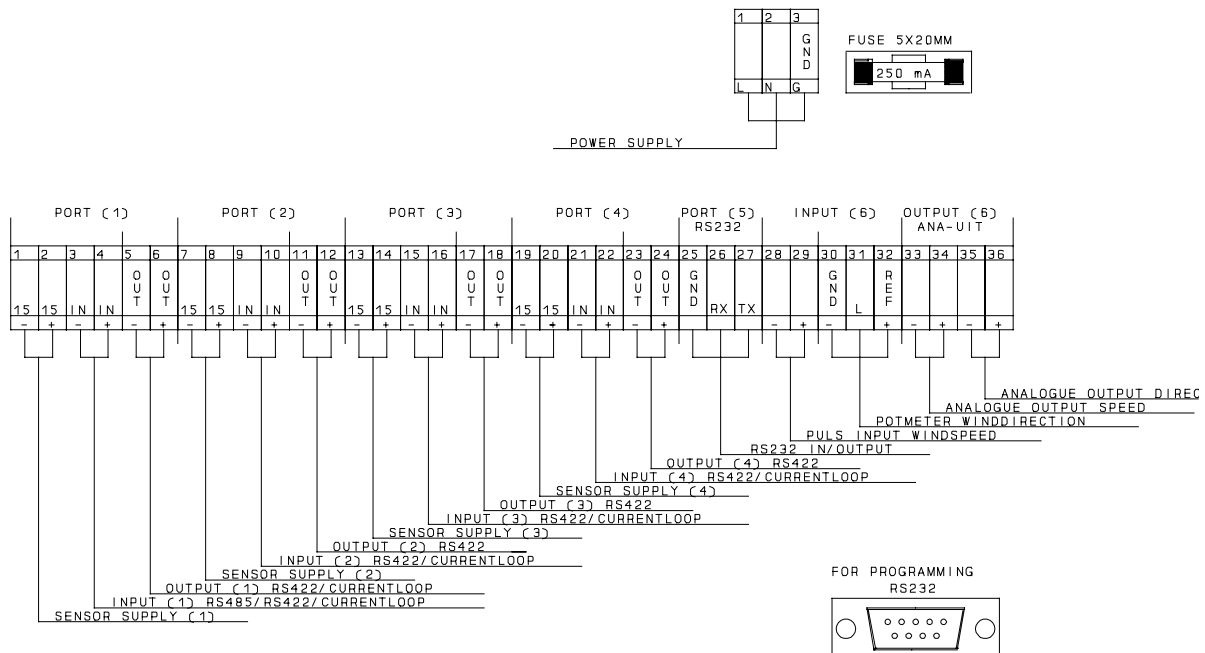 1 2 3
GND
L N G
FUSE 5X20MM
250 mA
POWER SUPPLY
PORT (1) PORT (2) PORT (3) PORT (4) PORT (5) INPUT (6) OUTPUT (6)
RS232 ANA-UIT
1 2 3 4 5 6 7 8 9 10 11 12 13 14 15 16 17 18 19 20 21 22 23 24 25 26 27 28 29 30 31 32 33 34 35 36
OUT OUT OUT OUT OUT OUT OUT OUT GND GND REF
15 15 IN IN 15 15 IN IN 15 15 IN IN 15 15 IN IN RX TX L
- + - + - + - + - + - + - + - + - + - + - + - + - + - + - + - +
ANALOGUE OUTPUT DIREC
ANALOGUE OUTPUT SPEED
POTMETER WINDDIRECTION
PULS INPUT WINDSPEED
RS232 IN/OUTPUT
OUTPUT (4) RS422
INPUT (4) RS422/CURRENTLOOP
SENSOR SUPPLY (4)
OUTPUT (3) RS422
INPUT (3) RS422/CURRENTLOOP
SENSOR SUPPLY (3)
OUTPUT (2) RS422
INPUT (2) RS422/CURRENTLOOP
SENSOR SUPPLY (2)
OUTPUT (1) RS422/CURRENTLOOP
INPUT (1) RS485/RS422/CURRENTLOOP
SENSOR SUPPLY (1)
FOR PROGRAMMING
RS232